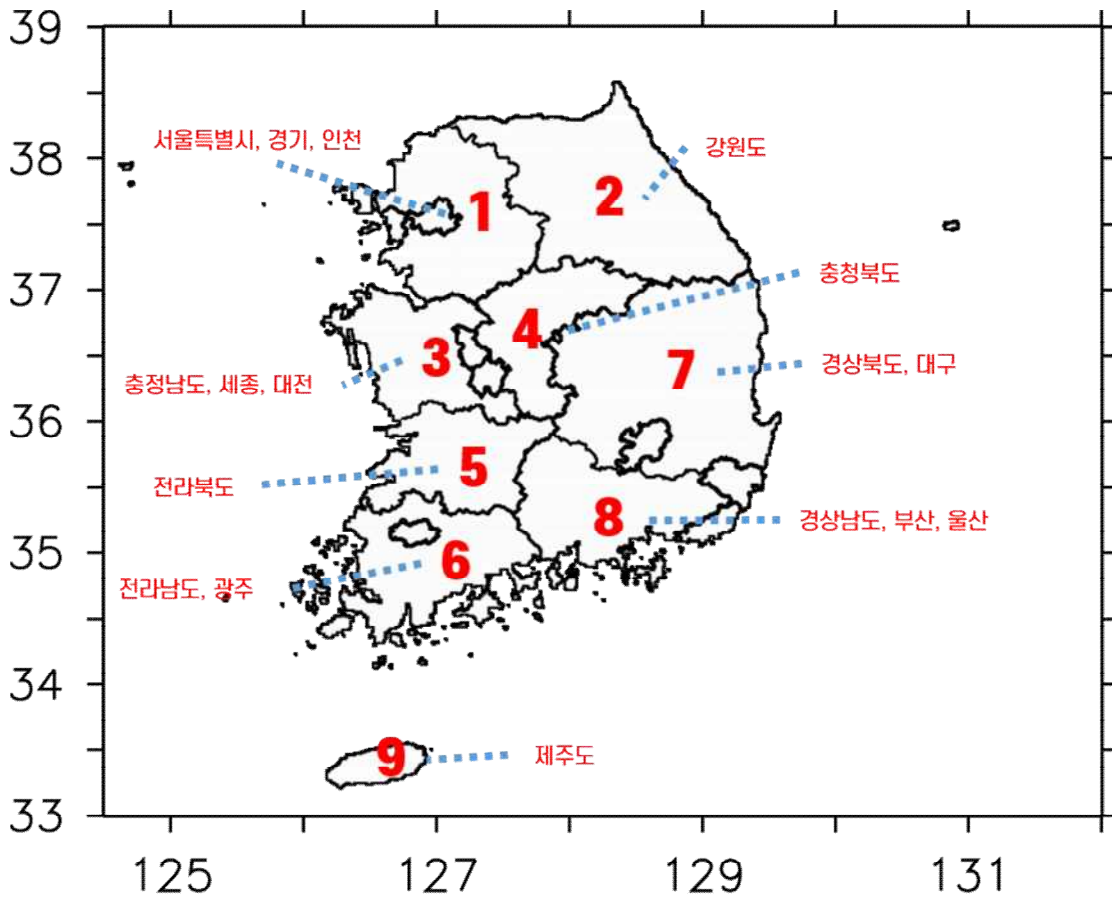 39
서울특별시, 경기, 인천
강원도
38
1
2
37
충청북도
4
3
7
경상북도, 대구
충정남도, 세종, 대전
36
5
전라북도
8
경상남도, 부산, 울산
35
6
전라남도, 광주
34
9
제주도
33
125
127
129
131